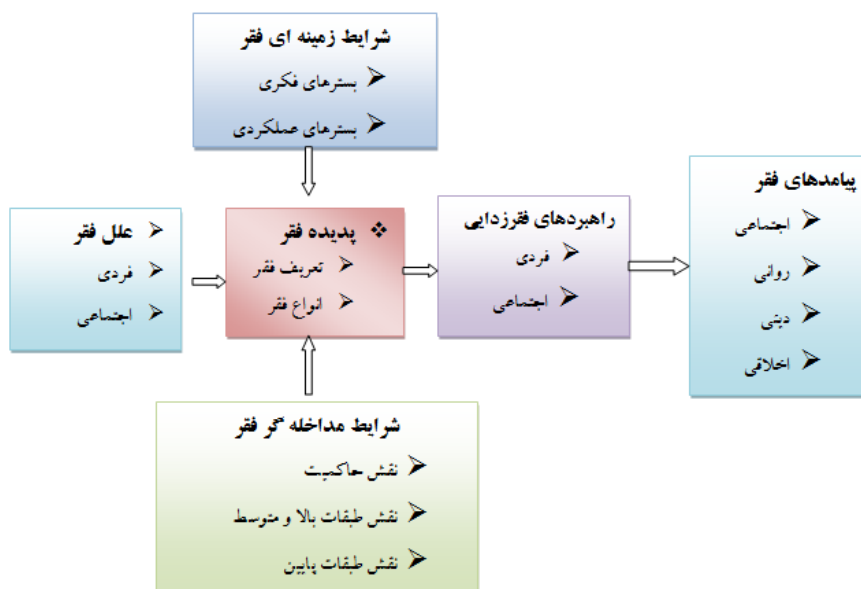 شرایط زمینه ای فقر
بسترهای فکری
بسترهای عملکردی
پیامدهای فقر
اجتماعی
روانی
دینی
اخلاقی
راهبردهای فقرزدایی
فردی
اجتماعی
پدیده فقر
تعریف فقر
انواع فقر
علل فقر
فردی
اجتماعی
شرایط مداخله گر فقر
نقش حاکمیت
نقش طبقات بالا و متوسط
نقش طبقات پایین